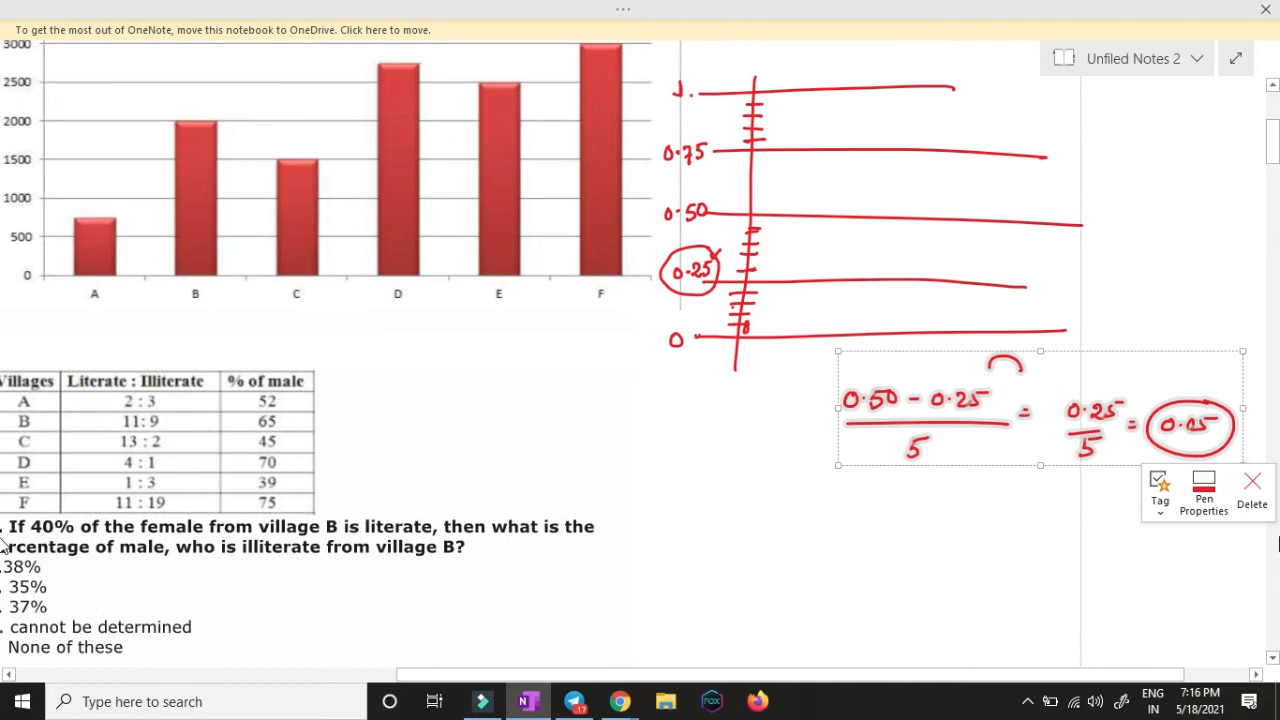 To get the most out of OneNote, move this notebook to OneDrive. Click here to move.
Unfiled Notes 2
3000
2500
2000
1500
1000
500
0
A B C D E F
1.
0.75
0.50
0.25
0
0.50 - 0.25 = 0.25 = 0.25
5 5
Tag
Pen Properties
Delete
Villages Literate : Illiterate % of male
A 2 : 3 52
B 11: 9 65
C 13 : 2 45
D 4 : 1 70
E 1 : 3 39
F 11 : 19 75
. If 40% of the female from village B is literate, then what is the
rcentage of male, who is illiterate from village B?
.38%
. 35%
. 37%
. cannot be determined
None of these
Type here to search
17
nox
ENG
IN
7:16 PM
5/18/2021